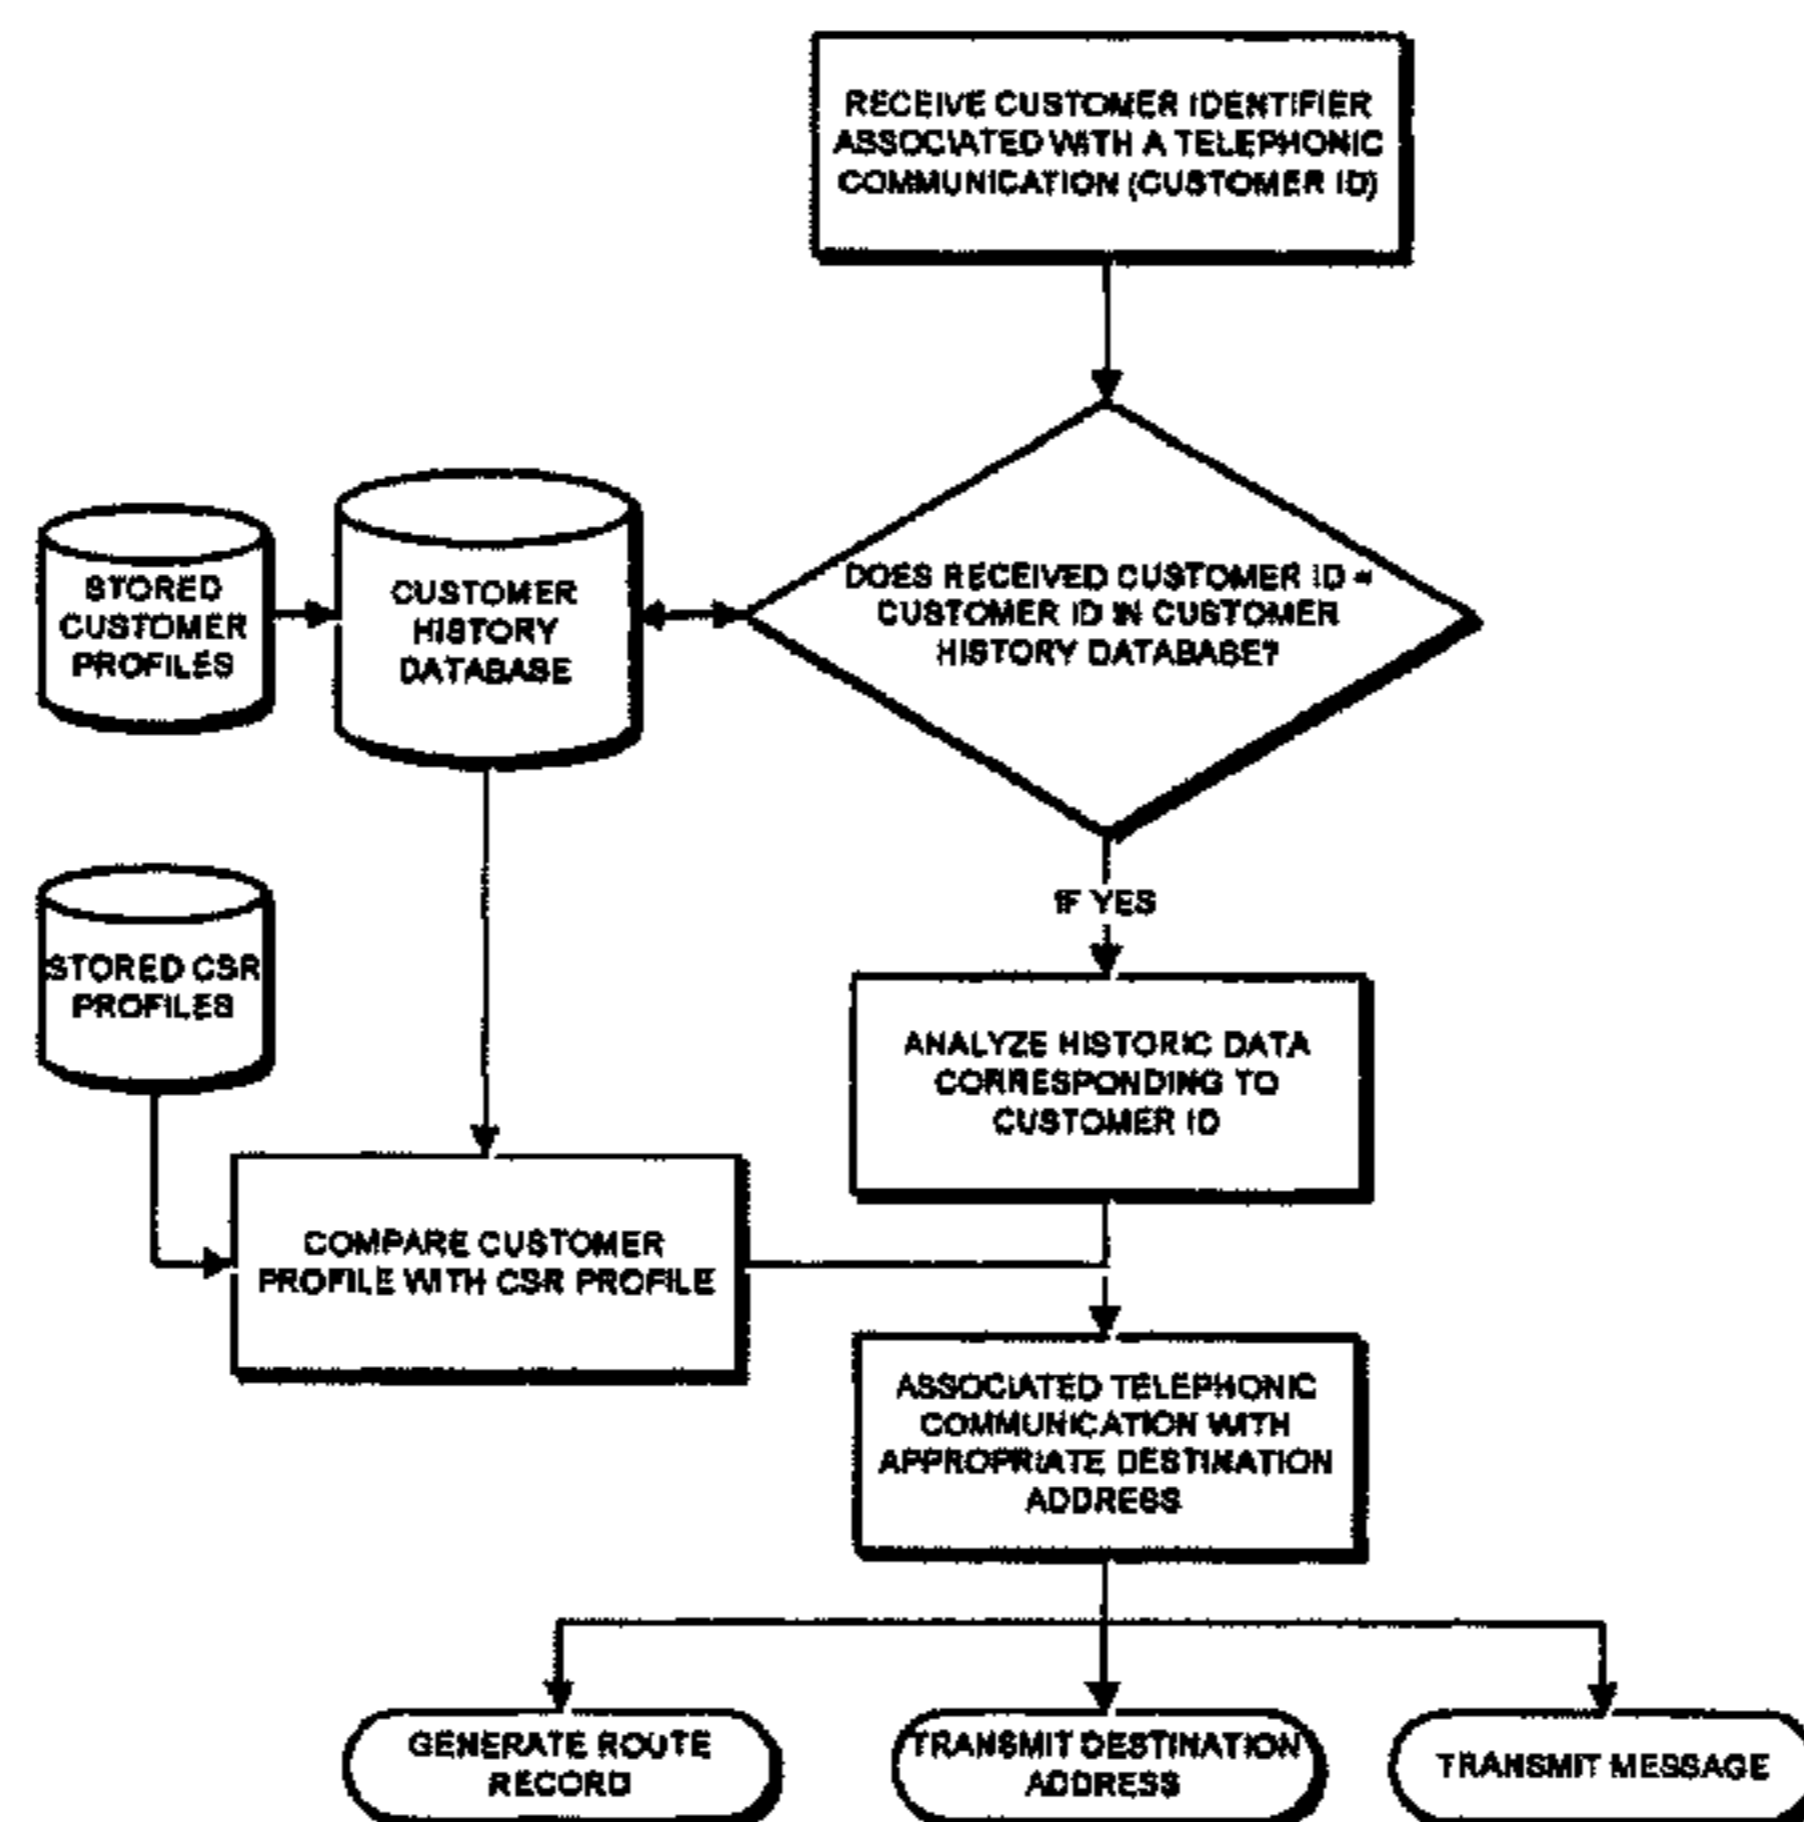 RECEIVE CUSTOMER IDENTIFIER
ASSOCIATED WITH A TELEPHONIC
COMMUNICATION (CUSTOMER ID)
DOES RECEIVED CUSTOMER ID =
CUSTOMER ID IN CUSTOMER
HISTORY DATABASE?
STORED
CUSTOMER
PROFILES
CUSTOMER
HISTORY
DATABASE
IF YES
STORED CSR
PROFILES
ANALYZE HISTORIC DATA
CORRESPONDING TO
CUSTOMER ID
COMPARE CUSTOMER
PROFILE WITH CSR PROFILE
ASSOCIATED TELEPHONIC
COMMUNICATION WITH
APPROPRIATE DESTINATION
ADDRESS
GENERATE ROUTE
RECORD
TRANSMIT DESTINATION
ADDRESS
TRANSMIT MESSAGE